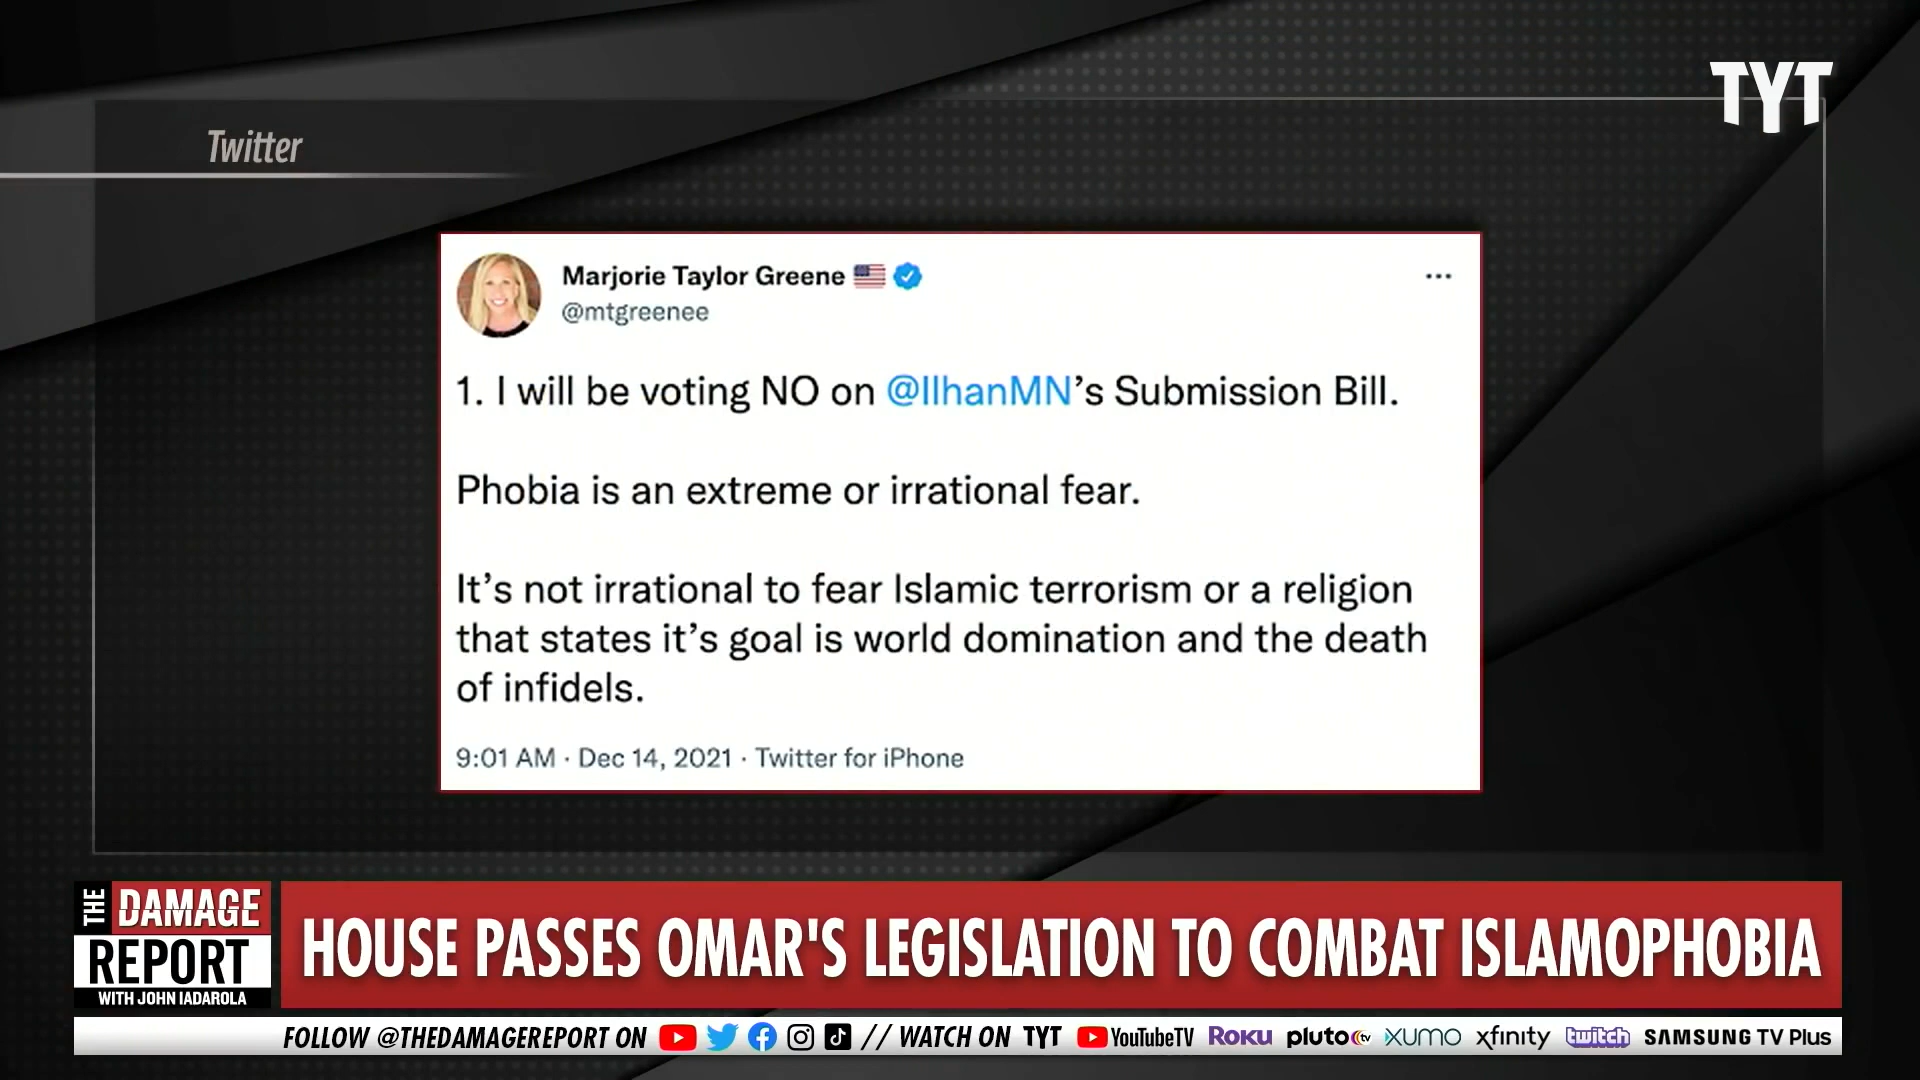 TYT
Twitter
Marjorie Taylor Greene
@mtgreenee
1. I will be voting NO on @IlhanMN’s Submission Bill.
Phobia is an extreme or irrational fear.
It’s not irrational to fear Islamic terrorism or a religion
that states it’s goal is world domination and the death
of infidels.
9:01 AM · Dec 14, 2021 · Twitter for iPhone
THE DAMAGE
REPORT
WITH JOHN IADAROLA
HOUSE PASSES OMAR'S LEGISLATION TO COMBAT ISLAMOPHOBIA
FOLLOW @THEDAMAGEREPORT ON // WATCH ON TYT YouTubeTV ROKU pluto tv XUMO xfinity twitch SAMSUNG TV Plus